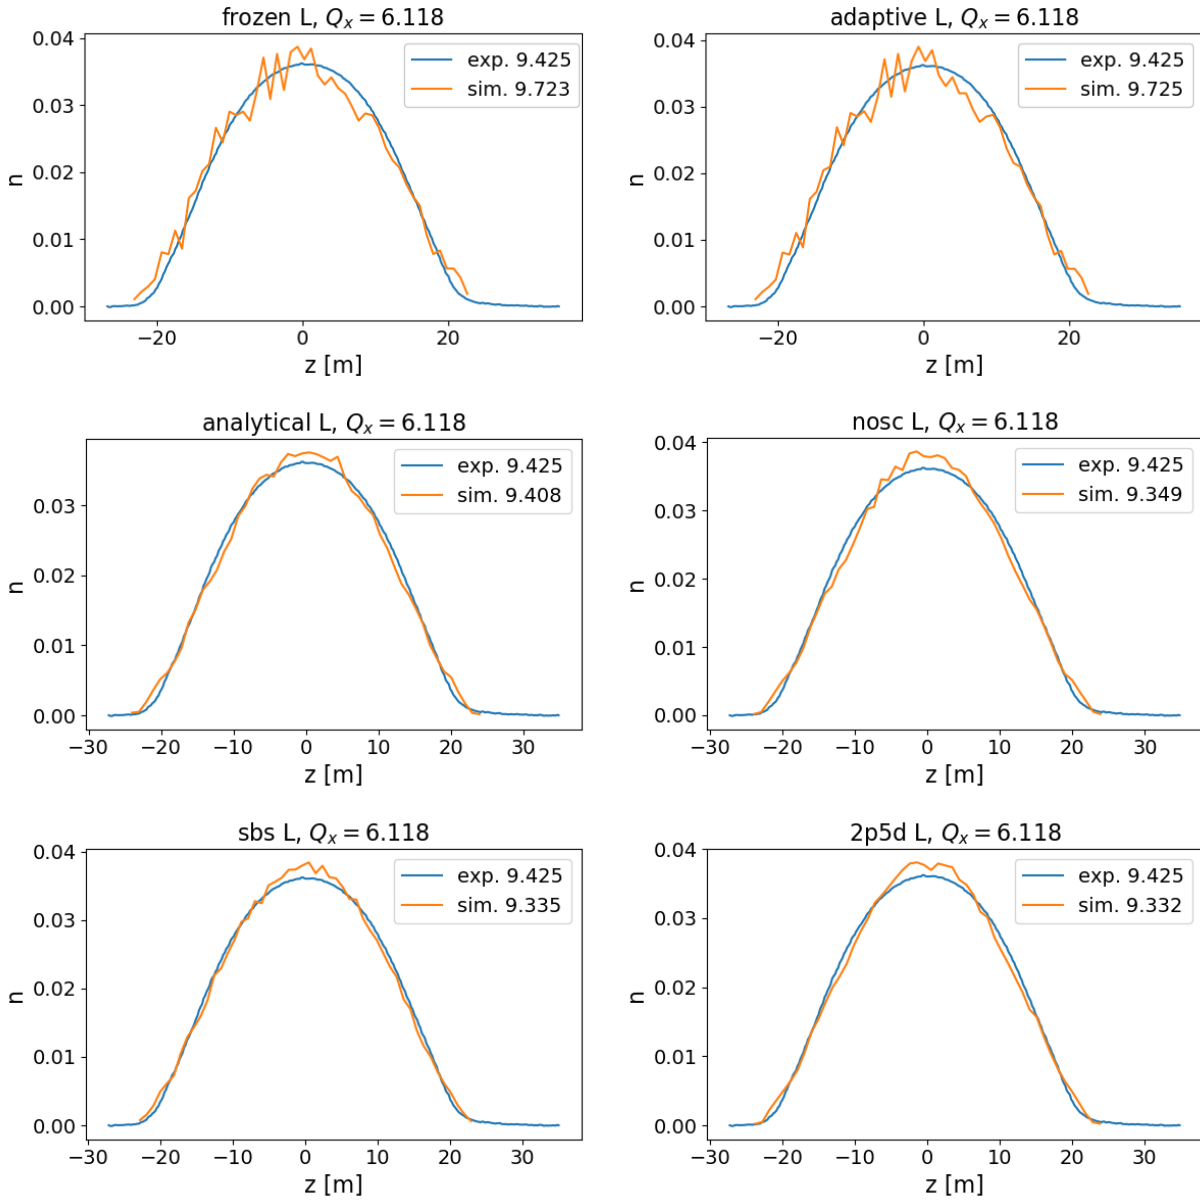 frozen L, Qₓ = 6.118
0.04
0.03
0.02
0.01
0.00
n
exp. 9.425
sim. 9.723
−20
0
20
z [m]
adaptive L, Qₓ = 6.118
0.04
0.03
0.02
0.01
0.00
n
exp. 9.425
sim. 9.725
−20
0
20
z [m]
analytical L, Qₓ = 6.118
0.03
0.02
0.01
0.00
n
exp. 9.425
sim. 9.408
−30
−20
−10
0
10
20
30
z [m]
nosc L, Qₓ = 6.118
0.04
0.03
0.02
0.01
0.00
n
exp. 9.425
sim. 9.349
−30
−20
−10
0
10
20
30
z [m]
sbs L, Qₓ = 6.118
0.04
0.03
0.02
0.01
0.00
n
exp. 9.425
sim. 9.335
−30
−20
−10
0
10
20
30
z [m]
2p5d L, Qₓ = 6.118
0.04
0.03
0.02
0.01
0.00
n
exp. 9.425
sim. 9.332
−30
−20
−10
0
10
20
30
z [m]